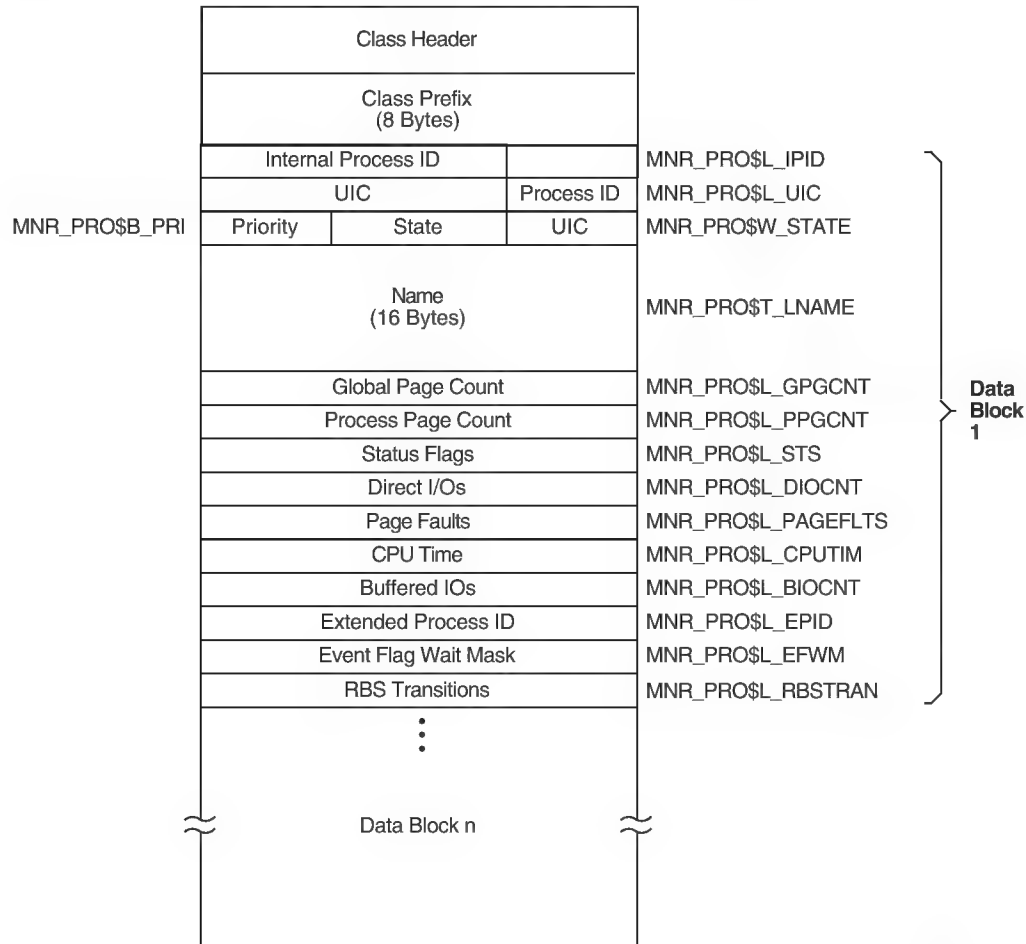 Class Header
Class Prefix
(8 Bytes)
Internal Process ID MNR_PRO$L_IPID
UIC Process ID MNR_PRO$L_UIC
MNR_PRO$B_PRI Priority State UIC MNR_PRO$W_STATE
Name
(16 Bytes) MNR_PRO$T_LNAME
Global Page Count MNR_PRO$L_GPGCNT
Process Page Count MNR_PRO$L_PPGCNT
Status Flags MNR_PRO$L_STS
Direct I/Os MNR_PRO$L_DIOCNT
Page Faults MNR_PRO$L_PAGEFLTS
CPU Time MNR_PRO$L_CPUTIM
Buffered IOs MNR_PRO$L_BIOCNT
Extended Process ID MNR_PRO$L_EPID
Event Flag Wait Mask MNR_PRO$L_EFWM
RBS Transitions MNR_PRO$L_RBSTRAN
Data
Block
1
Data Block n